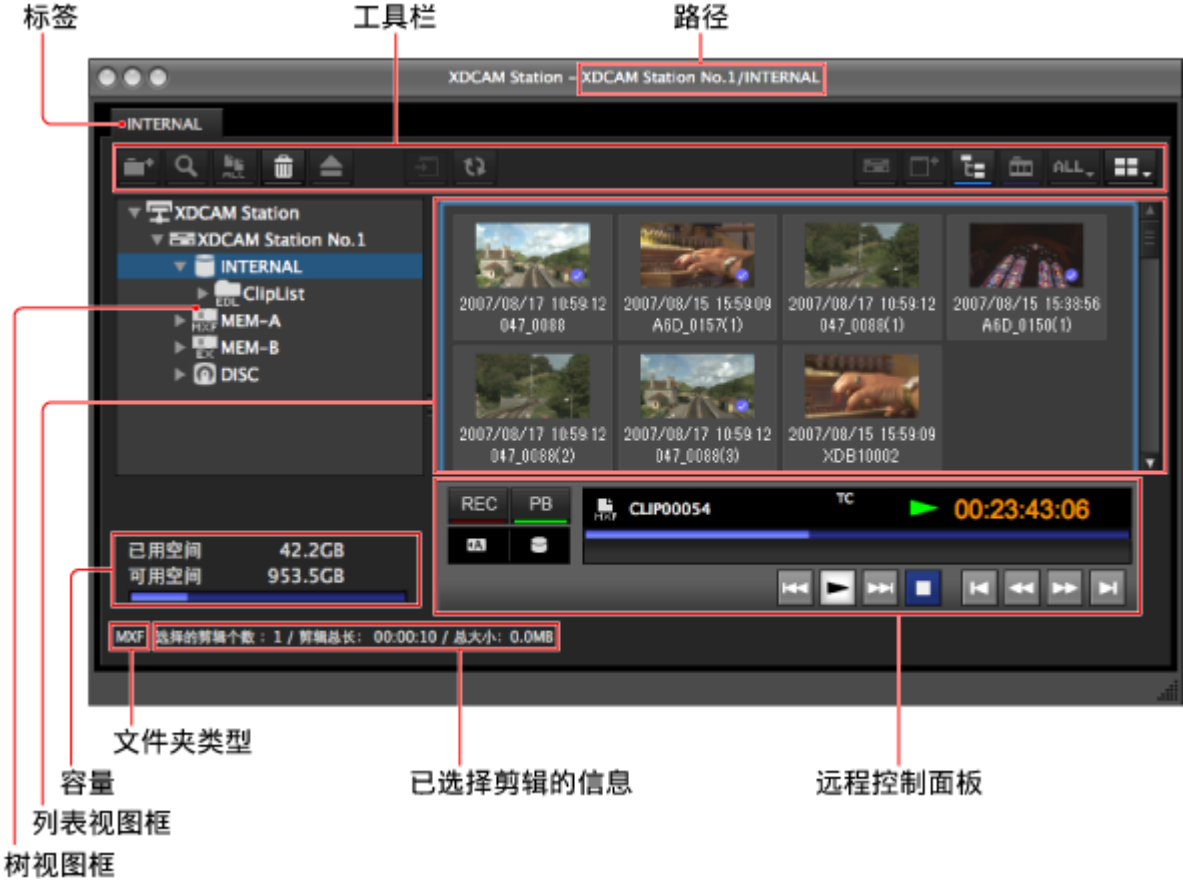 标签 工具栏 路径
XDCAM Station – XDCAM Station No.1/INTERNAL
INTERNAL
ALL ALL
XDCAM Station
XDCAM Station No.1
INTERNAL
EDL ClipList
MXF MEM-A
EX MEM-B
DISC
2007/08/17 10:59:12 2007/08/15 15:59:09 2007/08/17 10:59:12 2007/08/15 15:38:56
047_0088 A6D_0157(1) 047_0088(1) A6D_0150(1)
2007/08/17 10:59:12 2007/08/17 10:59:12 2007/08/15 15:59:09
047_0088(2) 047_0088(3) XDB10002
REC PB MXF CLIP00054 TC 00:23:43:06
A
已用空间 42.2GB
可用空间 953.5GB
MXF 选择的剪辑个数：1 / 剪辑总长： 00:00:10 / 总大小：0.0MB
文件夹类型
容量 已选择剪辑的信息 远程控制面板
列表视图框
树视图框